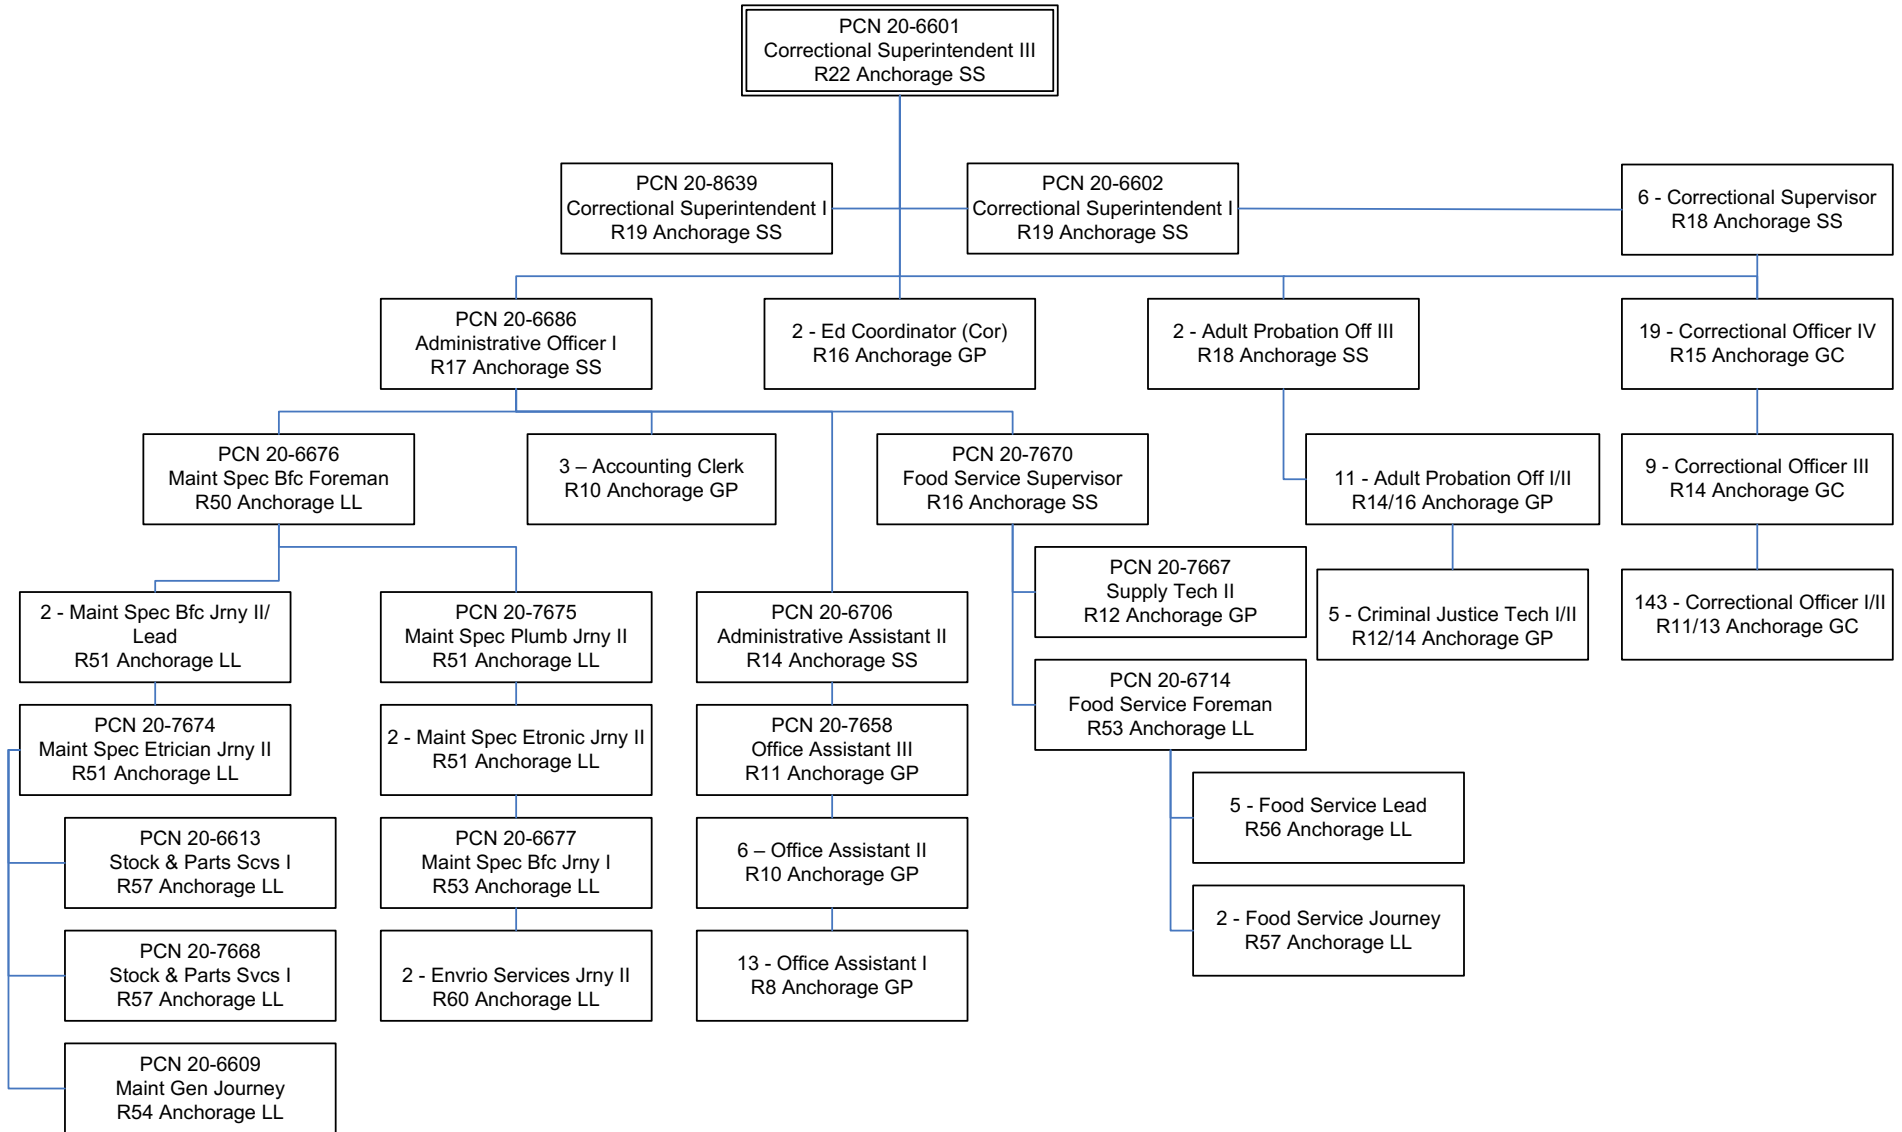 PCN 20-6601
Correctional Superintendent III
R22 Anchorage SS
PCN 20-8639
Correctional Superintendent I
R19 Anchorage SS
PCN 20-6602
Correctional Superintendent I
R19 Anchorage SS
6 - Correctional Supervisor
R18 Anchorage SS
PCN 20-6686
Administrative Officer I
R17 Anchorage SS
2 - Ed Coordinator (Cor)
R16 Anchorage GP
2 - Adult Probation Off III
R18 Anchorage SS
19 - Correctional Officer IV
R15 Anchorage GC
PCN 20-6676
Maint Spec Bfc Foreman
R50 Anchorage LL
3 – Accounting Clerk
R10 Anchorage GP
PCN 20-7670
Food Service Supervisor
R16 Anchorage SS
11 - Adult Probation Off I/II
R14/16 Anchorage GP
9 - Correctional Officer III
R14 Anchorage GC
PCN 20-7667
Supply Tech II
R12 Anchorage GP
5 - Criminal Justice Tech I/II
R12/14 Anchorage GP
143 - Correctional Officer I/II
R11/13 Anchorage GC
2 - Maint Spec Bfc Jrny II/
Lead
R51 Anchorage LL
PCN 20-7675
Maint Spec Plumb Jrny II
R51 Anchorage LL
PCN 20-6706
Administrative Assistant II
R14 Anchorage SS
PCN 20-6714
Food Service Foreman
R53 Anchorage LL
PCN 20-7674
Maint Spec Etrician Jrny II
R51 Anchorage LL
2 - Maint Spec Etronic Jrny II
R51 Anchorage LL
PCN 20-7658
Office Assistant III
R11 Anchorage GP
5 - Food Service Lead
R56 Anchorage LL
PCN 20-6613
Stock & Parts Scvs I
R57 Anchorage LL
PCN 20-6677
Maint Spec Bfc Jrny I
R53 Anchorage LL
6 – Office Assistant II
R10 Anchorage GP
2 - Food Service Journey
R57 Anchorage LL
PCN 20-7668
Stock & Parts Svcs I
R57 Anchorage LL
2 - Envrio Services Jrny II
R60 Anchorage LL
13 - Office Assistant I
R8 Anchorage GP
PCN 20-6609
Maint Gen Journey
R54 Anchorage LL